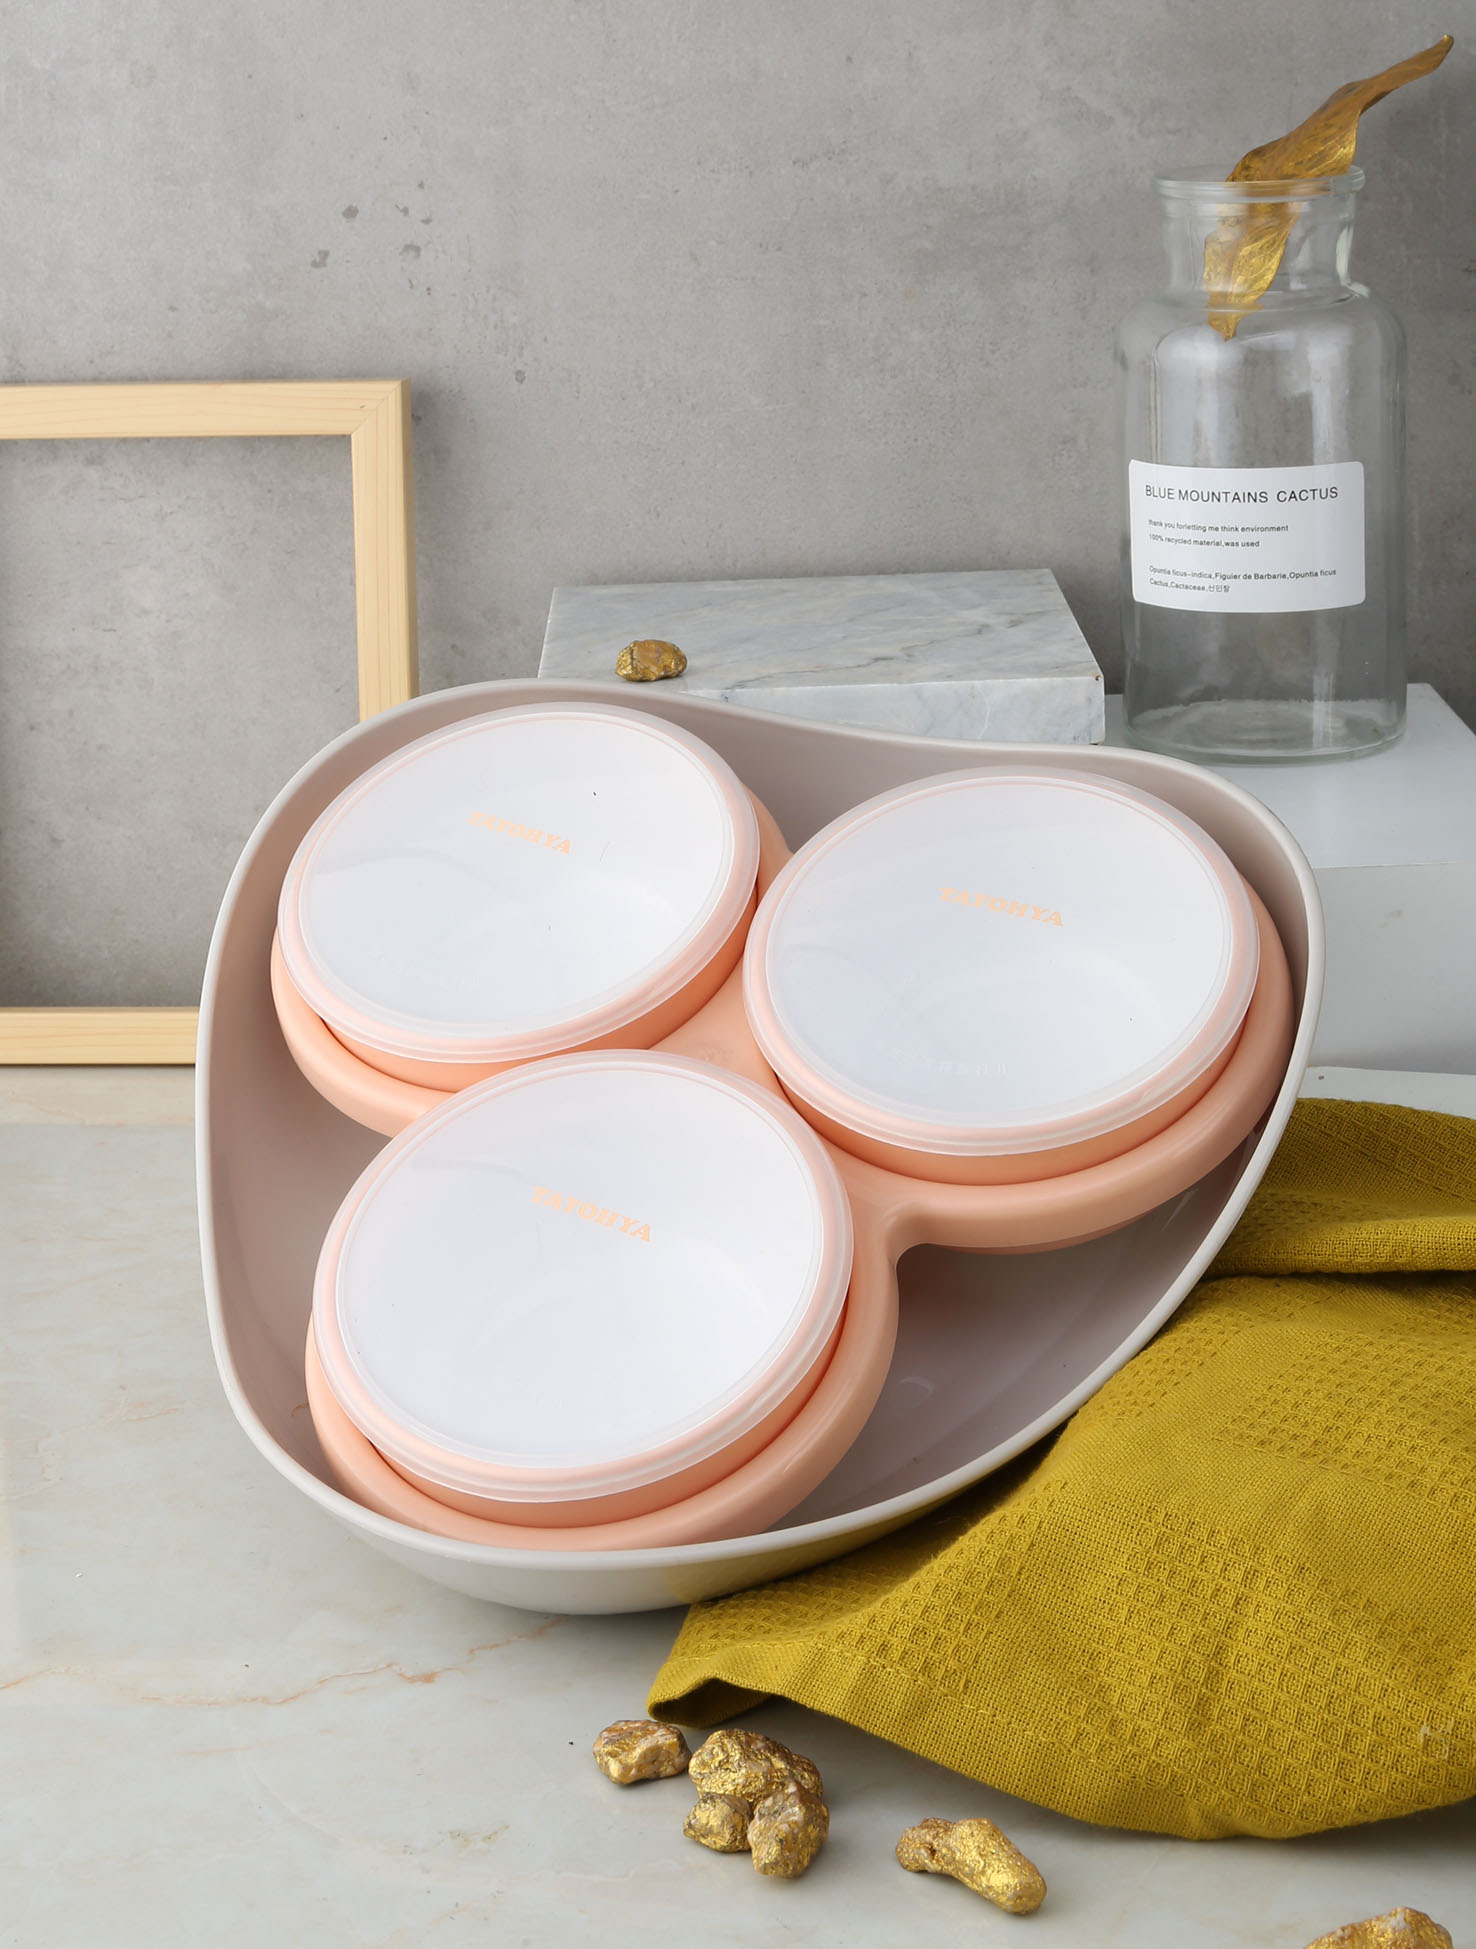 BLUE MOUNTAINS CACTUS
thank you forletting me think environment
100% recycled material,was used
Opuntia ficus-indica,Figuier de Barbarie,Opuntia ficus
Cactus,Cactaceae,선인장
TAYOHYA
TAYOHYA
TAYOHYA